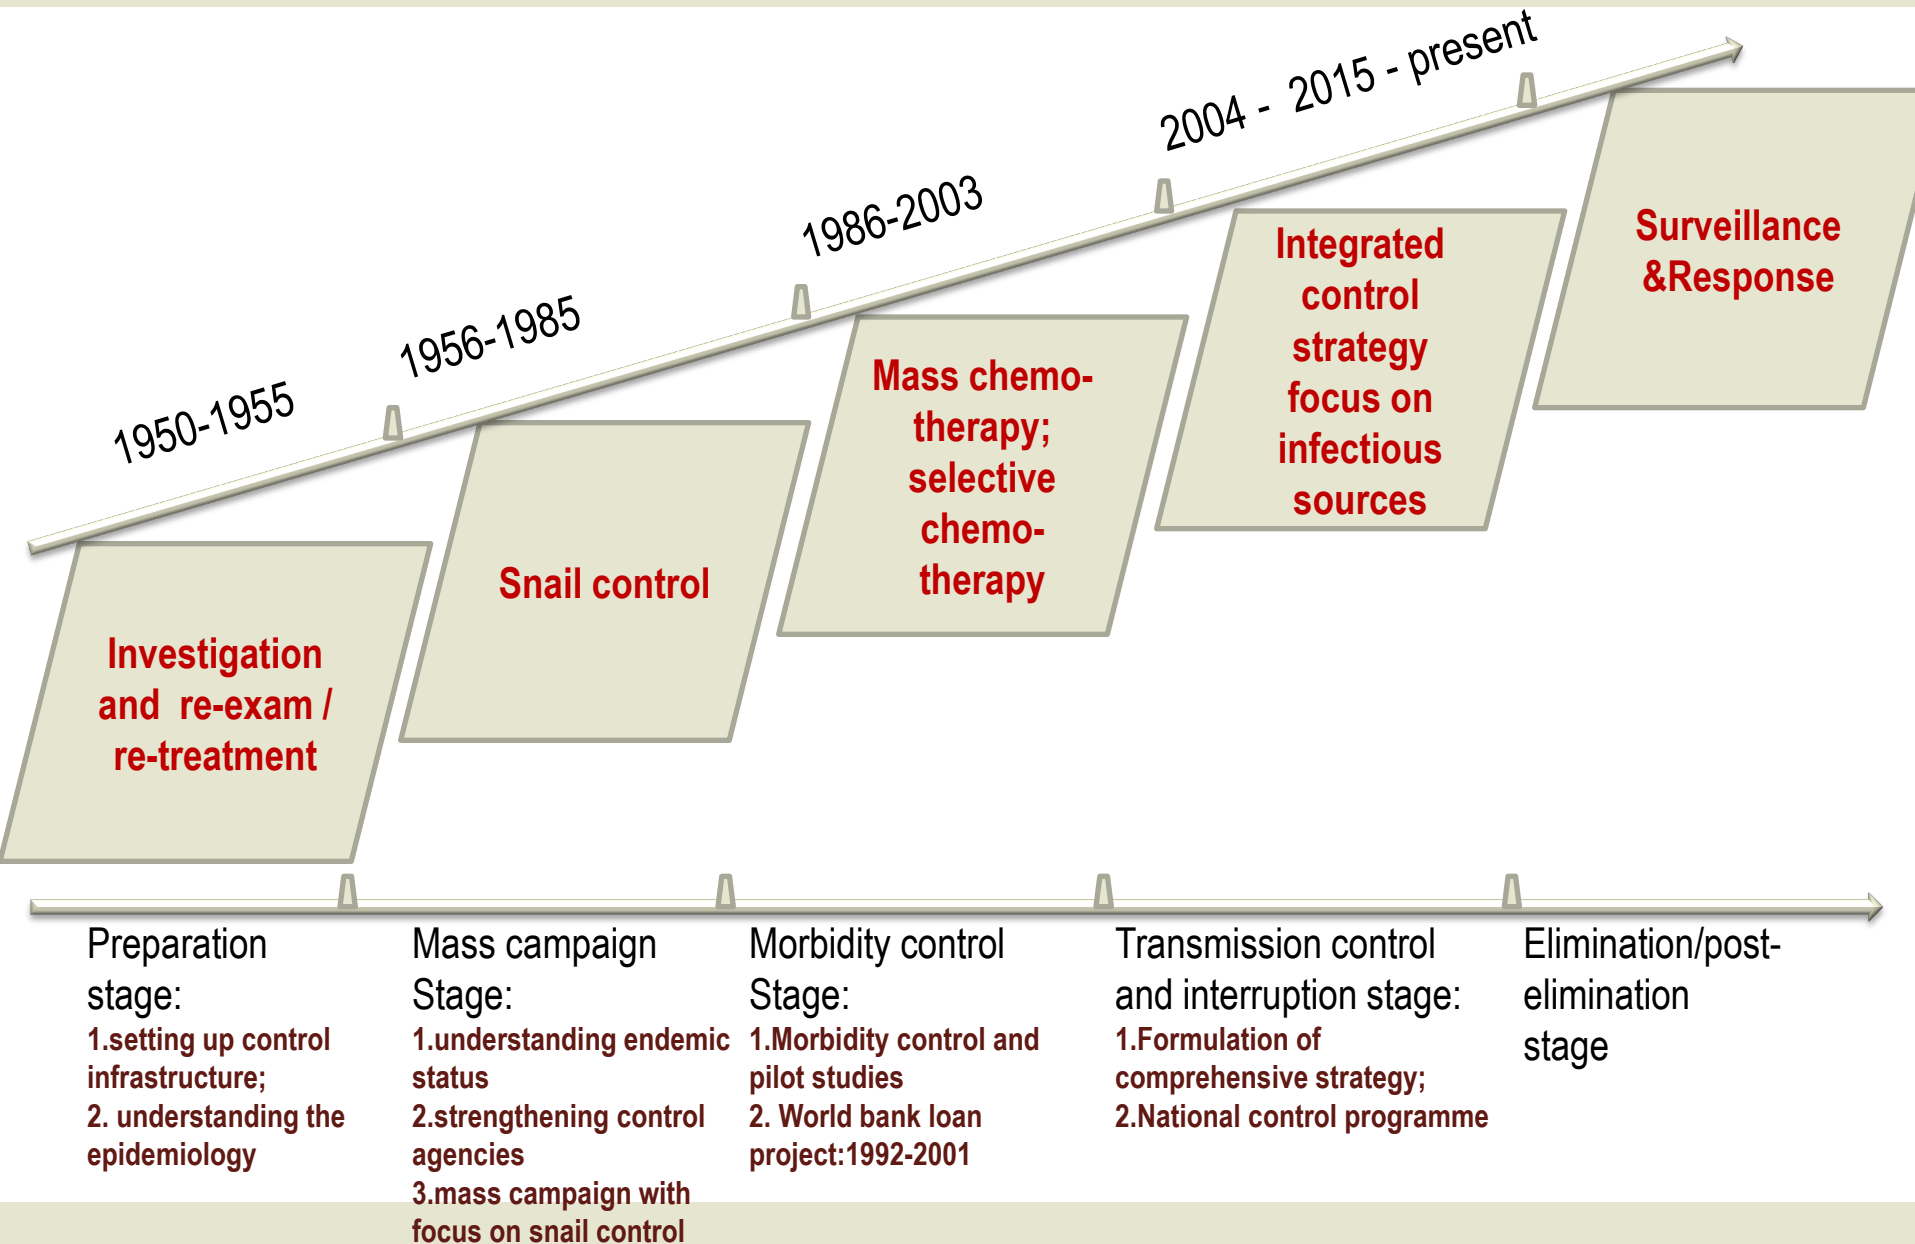 1950-1955
1956-1985
1986-2003
2004 - 2015 - present
Investigation
and re-exam /
re-treatment
Snail control
Mass chemo-
therapy;
selective
chemo-
therapy
Integrated
control
strategy
focus on
infectious
sources
Surveillance
&Response
Preparation
stage:
1.setting up control
infrastructure;
2. understanding the
epidemiology
Mass campaign
Stage:
1.understanding endemic
status
2.strengthening control
agencies
3.mass campaign with
focus on snail control
Morbidity control
Stage:
1.Morbidity control and
pilot studies
2. World bank loan
project:1992-2001
Transmission control
and interruption stage:
1.Formulation of
comprehensive strategy;
2.National control programme
Elimination/post-
elimination
stage